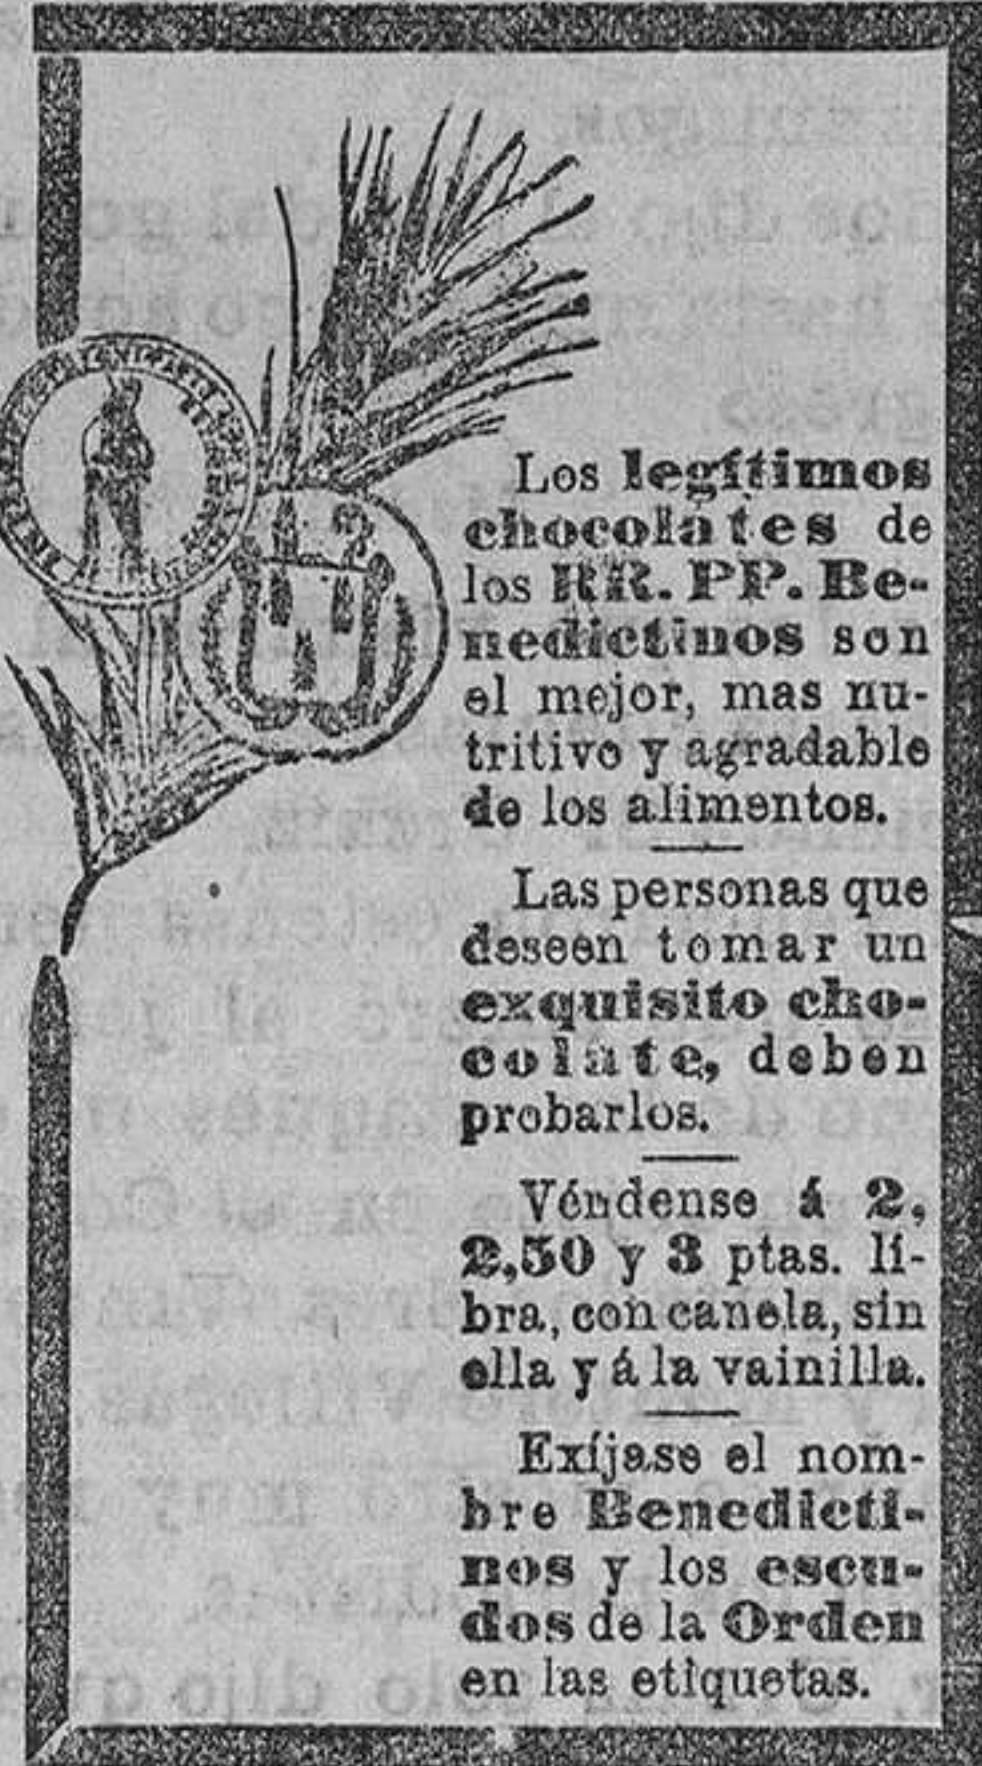 Los legítimos
chocolates de
los RR. PP. Be-
nedictinos son
el mejor, mas nu-
tritivo y agradable
de los alimentos.
Las personas que
deseen tomar un
exquisito cho-
colate, deben
probarlos.
Véndense á 2,
2,50 y 3 ptas. li-
bra, con canela, sin
ella y á la vainilla.
Exíjase el nom-
bre Benedicti-
nos y los escu-
dos de la Orden
en las etiquetas.